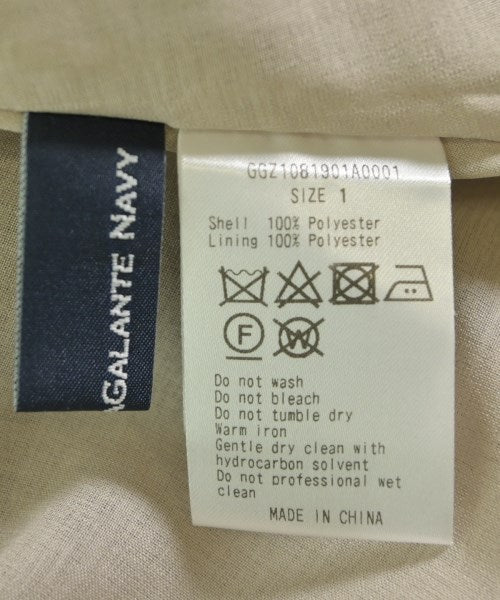 AGALANTE NAVY
GGZ1081901A0001
SIZE 1
Shell 100% Polyester
Lining 100% Polyester
F
W
Do not wash
Do not bleach
Do not tumble dry
Warm iron
Gentle dry clean with
hydrocarbon solvent
Do not professional wet
clean
MADE IN CHINA